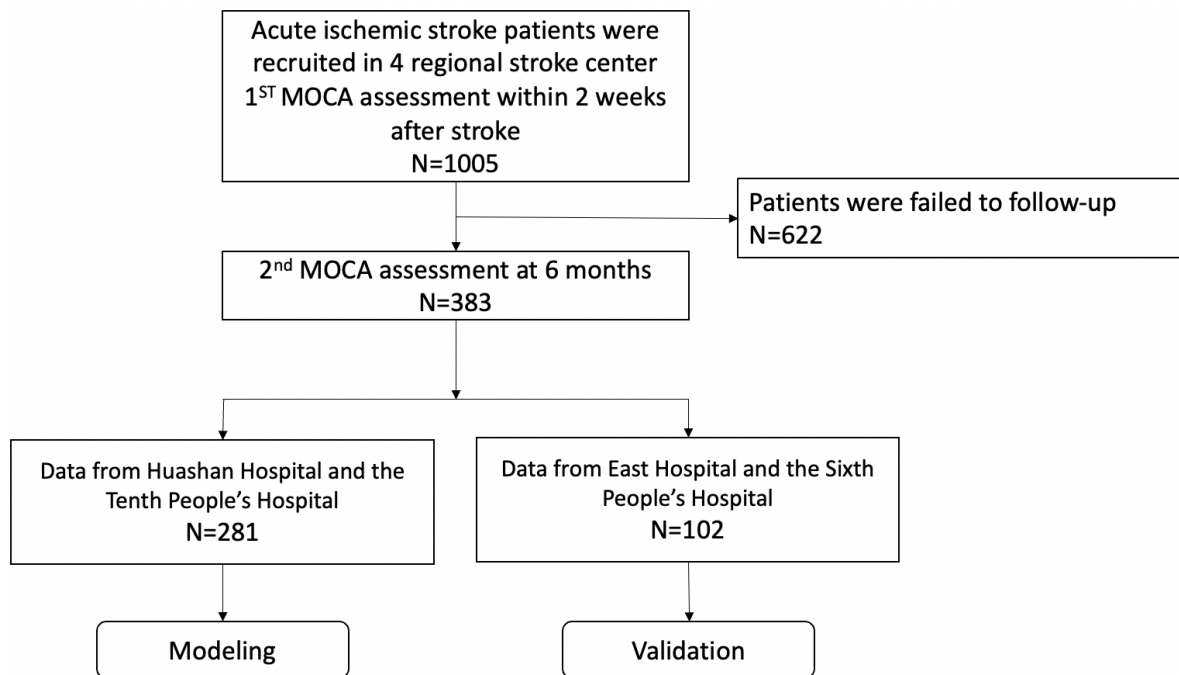 Acute ischemic stroke patients were
recruited in 4 regional stroke center
1ST MOCA assessment within 2 weeks
after stroke
N=1005
Patients were failed to follow-up
N=622
2nd MOCA assessment at 6 months
N=383
Data from Huashan Hospital and the
Tenth People’s Hospital
N=281
Data from East Hospital and the Sixth
People’s Hospital
N=102
Modeling
Validation